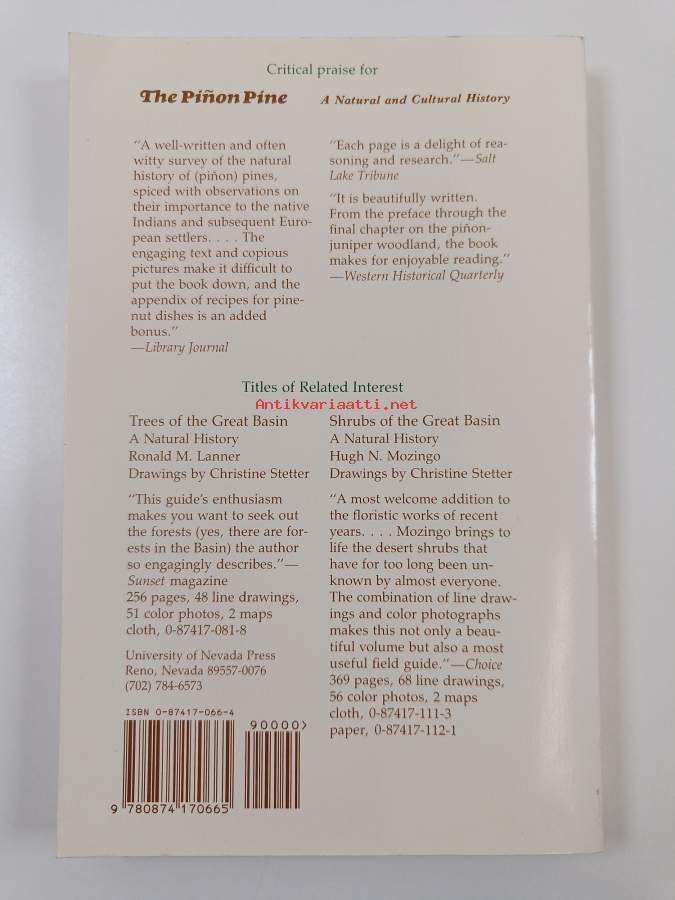 Critical praise for
The Piñon Pine A Natural and Cultural History
"A well-written and often
witty survey of the natural
history of (piñon) pines,
spiced with observations on
their importance to the native
Indians and subsequent Euro-
pean settlers. . . . The
engaging text and copious
pictures make it difficult to
put the book down, and the
appendix of recipes for pine-
nut dishes is an added
bonus."
—Library Journal
"Each page is a delight of rea-
soning and research."—Salt
Lake Tribune
"It is beautifully written.
From the preface through the
final chapter on the piñon-
juniper woodland, the book
makes for enjoyable reading."
—Western Historical Quarterly
Titles of Related Interest
Antikvariaatti.net
Trees of the Great Basin
A Natural History
Ronald M. Lanner
Drawings by Christine Stetter
"This guide's enthusiasm
makes you want to seek out
the forests (yes, there are for-
ests in the Basin) the author
so engagingly describes."—
Sunset magazine
256 pages, 48 line drawings,
51 color photos, 2 maps
cloth, 0-87417-081-8
Shrubs of the Great Basin
A Natural History
Hugh N. Mozingo
Drawings by Christine Stetter
"A most welcome addition to
the floristic works of recent
years. . . . Mozingo brings to
life the desert shrubs that
have for too long been un-
known by almost everyone.
The combination of line draw-
ings and color photographs
makes this not only a beau-
tiful volume but also a most
useful field guide."—Choice
369 pages, 68 line drawings,
56 color photos, 2 maps
cloth, 0-87417-111-3
paper, 0-87417-112-1
University of Nevada Press
Reno, Nevada 89557-0076
(702) 784-6573
ISBN 0-87417-066-4
90000>
9 780874 170665